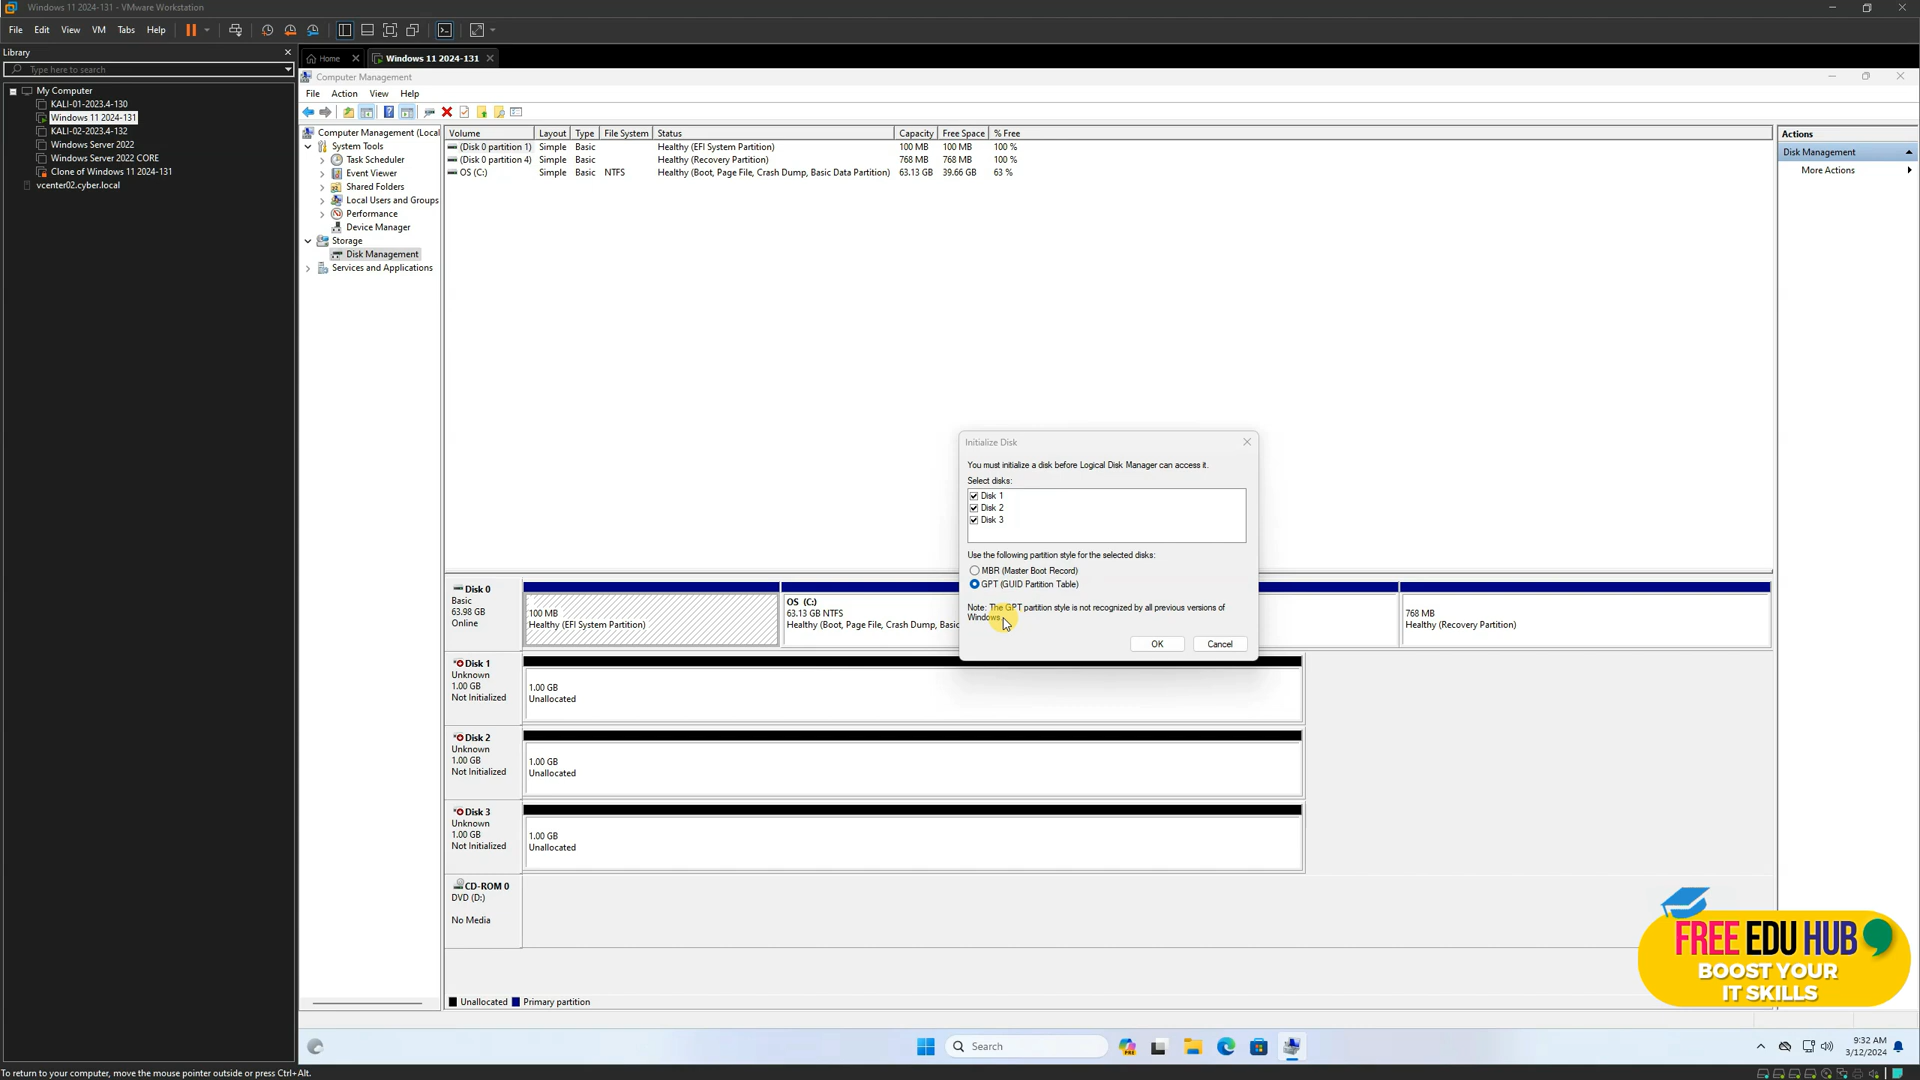 Windows 11 2024-131 - VMware Workstation
File Edit View VM Tabs Help
Library
Type here to search
My Computer
KALI-01-2023.4-130
Windows 11 2024-131
KALI-02-2023.4-132
Windows Server 2022
Windows Server 2022 CORE
Clone of Windows 11 2024-131
vcenter02.cyber.local
Home Windows 11 2024-131
Computer Management
File Action View Help
Computer Management (Local
System Tools
Task Scheduler
Event Viewer
Shared Folders
Local Users and Groups
Performance
Device Manager
Storage
Disk Management
Services and Applications
Volume Layout Type File System Status Capacity Free Space % Free
(Disk 0 partition 1) Simple Basic Healthy (EFI System Partition) 100 MB 100 MB 100 %
(Disk 0 partition 4) Simple Basic Healthy (Recovery Partition) 768 MB 768 MB 100 %
OS (C:) Simple Basic NTFS Healthy (Boot, Page File, Crash Dump, Basic Data Partition) 63.13 GB 39.66 GB 63 %
Actions
Disk Management
More Actions
Initialize Disk
You must initialize a disk before Logical Disk Manager can access it.
Select disks:
Disk 1
Disk 2
Disk 3
Use the following partition style for the selected disks:
MBR (Master Boot Record)
GPT (GUID Partition Table)
Note: The GPT partition style is not recognized by all previous versions of
Windows.
OK Cancel
Disk 0
Basic
63.98 GB
Online
100 MB
Healthy (EFI System Partition)
OS (C:)
63.13 GB NTFS
Healthy (Boot, Page File, Crash Dump, Basic
768 MB
Healthy (Recovery Partition)
Disk 1
Unknown
1.00 GB
Not Initialized
1.00 GB
Unallocated
Disk 2
Unknown
1.00 GB
Not Initialized
1.00 GB
Unallocated
Disk 3
Unknown
1.00 GB
Not Initialized
1.00 GB
Unallocated
CD-ROM 0
DVD (D:)
No Media
Unallocated Primary partition
FREE EDU HUB
BOOST YOUR
IT SKILLS
Search
9:32 AM
3/12/2024
To return to your computer, move the mouse pointer outside or press Ctrl+Alt.